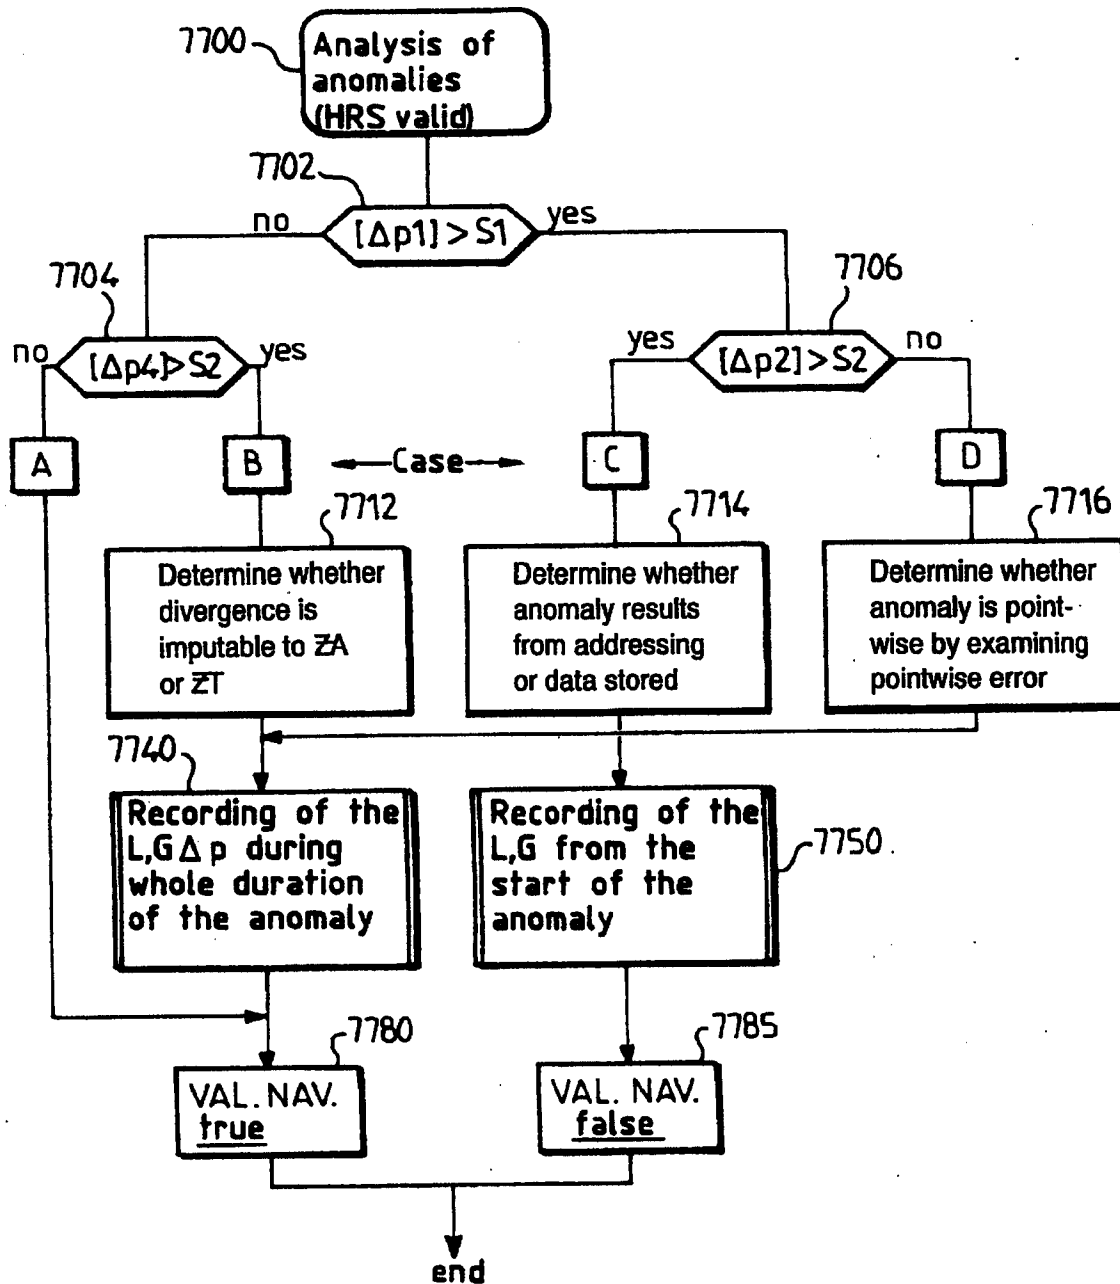 7700
Analysis of
anomalies
(HRS valid)
7702
no
[Δp1] > S1
yes
7704
7706
no
[Δp4]>S2
yes
yes
[Δp2] > S2
no
A
B
Case
C
D
7712
7714
7716
Determine whether
divergence is
imputable to ZA
or ZT
Determine whether
anomaly results
from addressing
or data stored
Determine whether
anomaly is point-
wise by examining
pointwise error
7740
Recording of the
L,G Δ p during
whole duration
of the anomaly
Recording of the
L,G from the
start of the
anomaly
7750
7780
7785
VAL. NAV.
true
VAL. NAV.
false
end